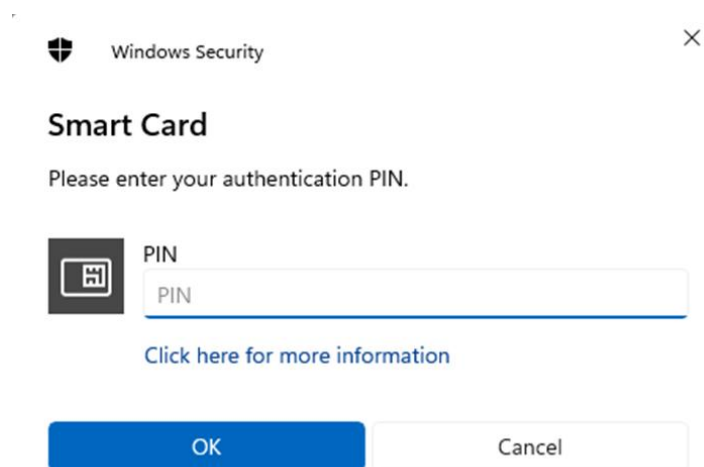 Windows Security
Smart Card
Please enter your authentication PIN.
PIN
PIN
Click here for more information
OK
Cancel